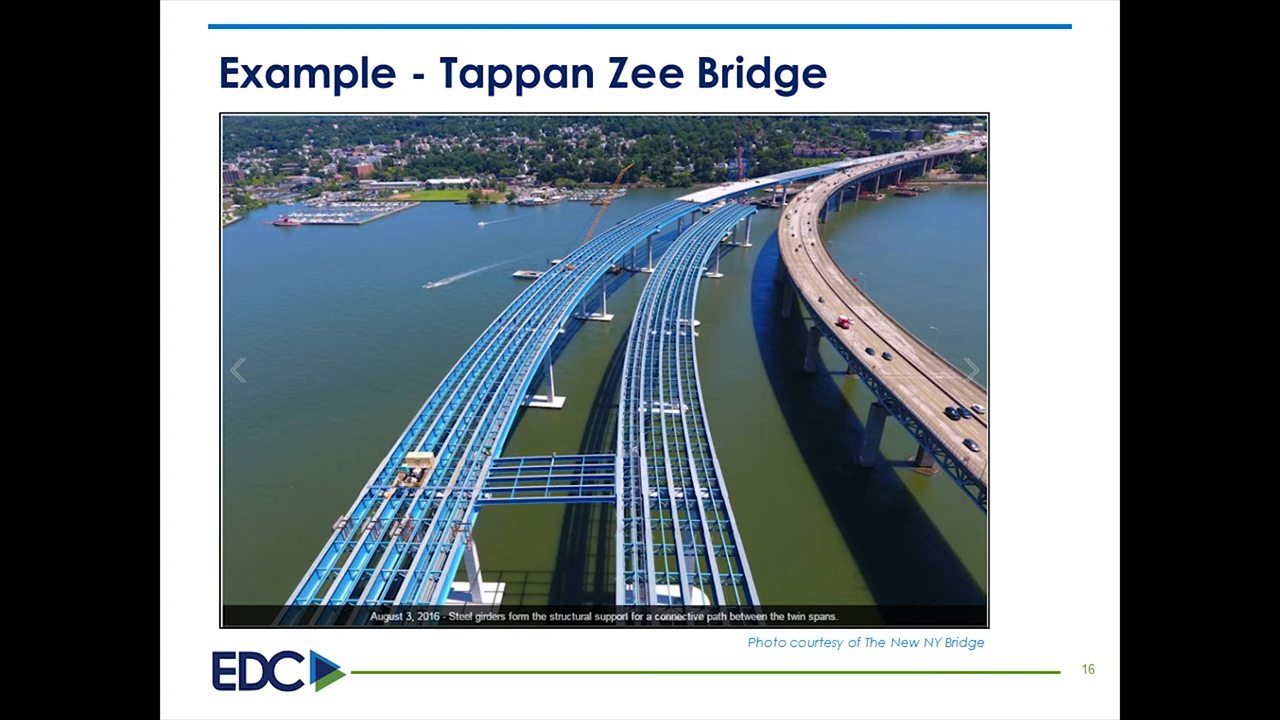 Example - Tappan Zee Bridge
August 3, 2016 - Steel girders form the structural support for a connective path between the twin spans.
Photo courtesy of The New NY Bridge
EDC
16